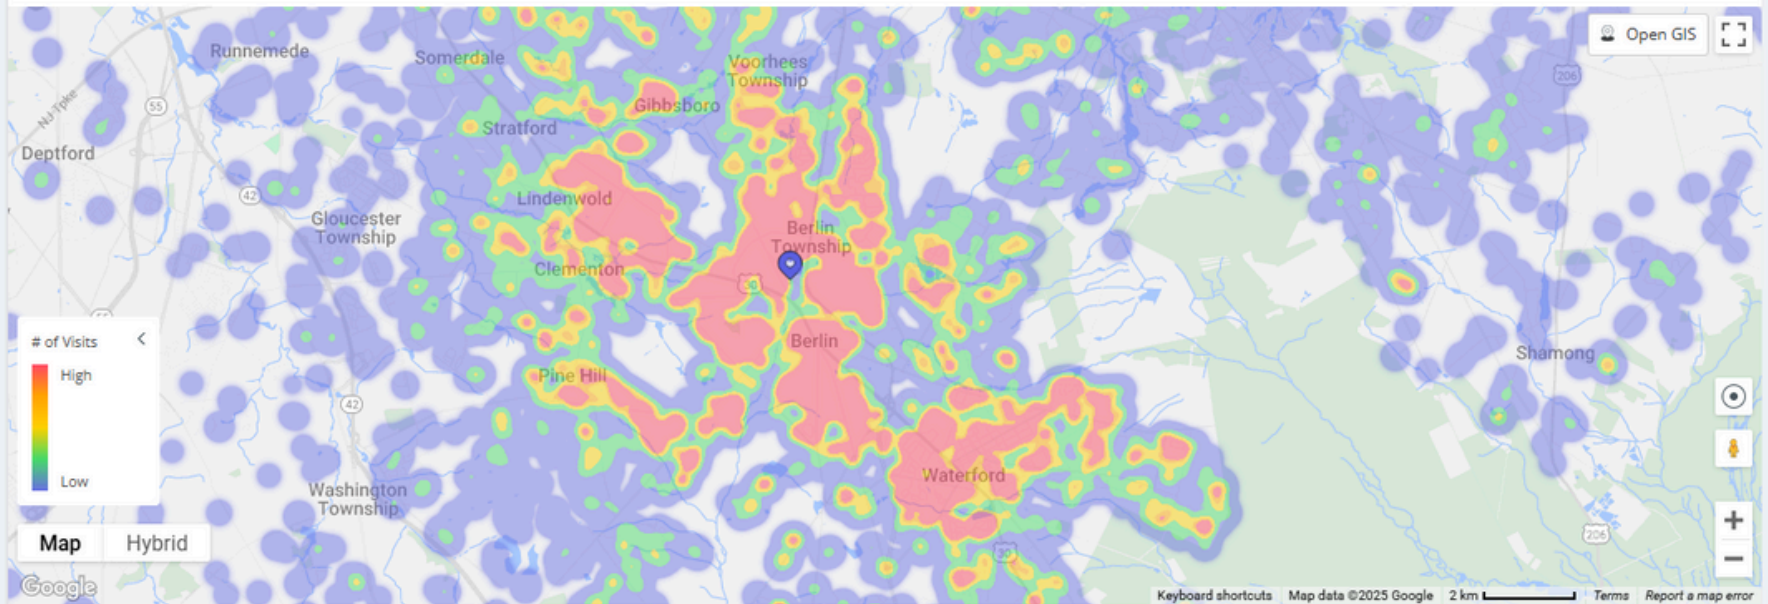 Runnemede
Somerdale
Voorhees
Township
Open GIS
206
NJ Tpke
55
Gibbsboro
Stratford
Deptford
42
Lindenwold
Gloucester
Township
Berlin
Township
Clementon
30
# of Visits
High
Low
Berlin
Shamong
Pine Hill
42
Waterford
Washington
Township
206
30
Map
Hybrid
Google
Keyboard shortcuts
Map data ©2025 Google
2 km
Terms
Report a map error